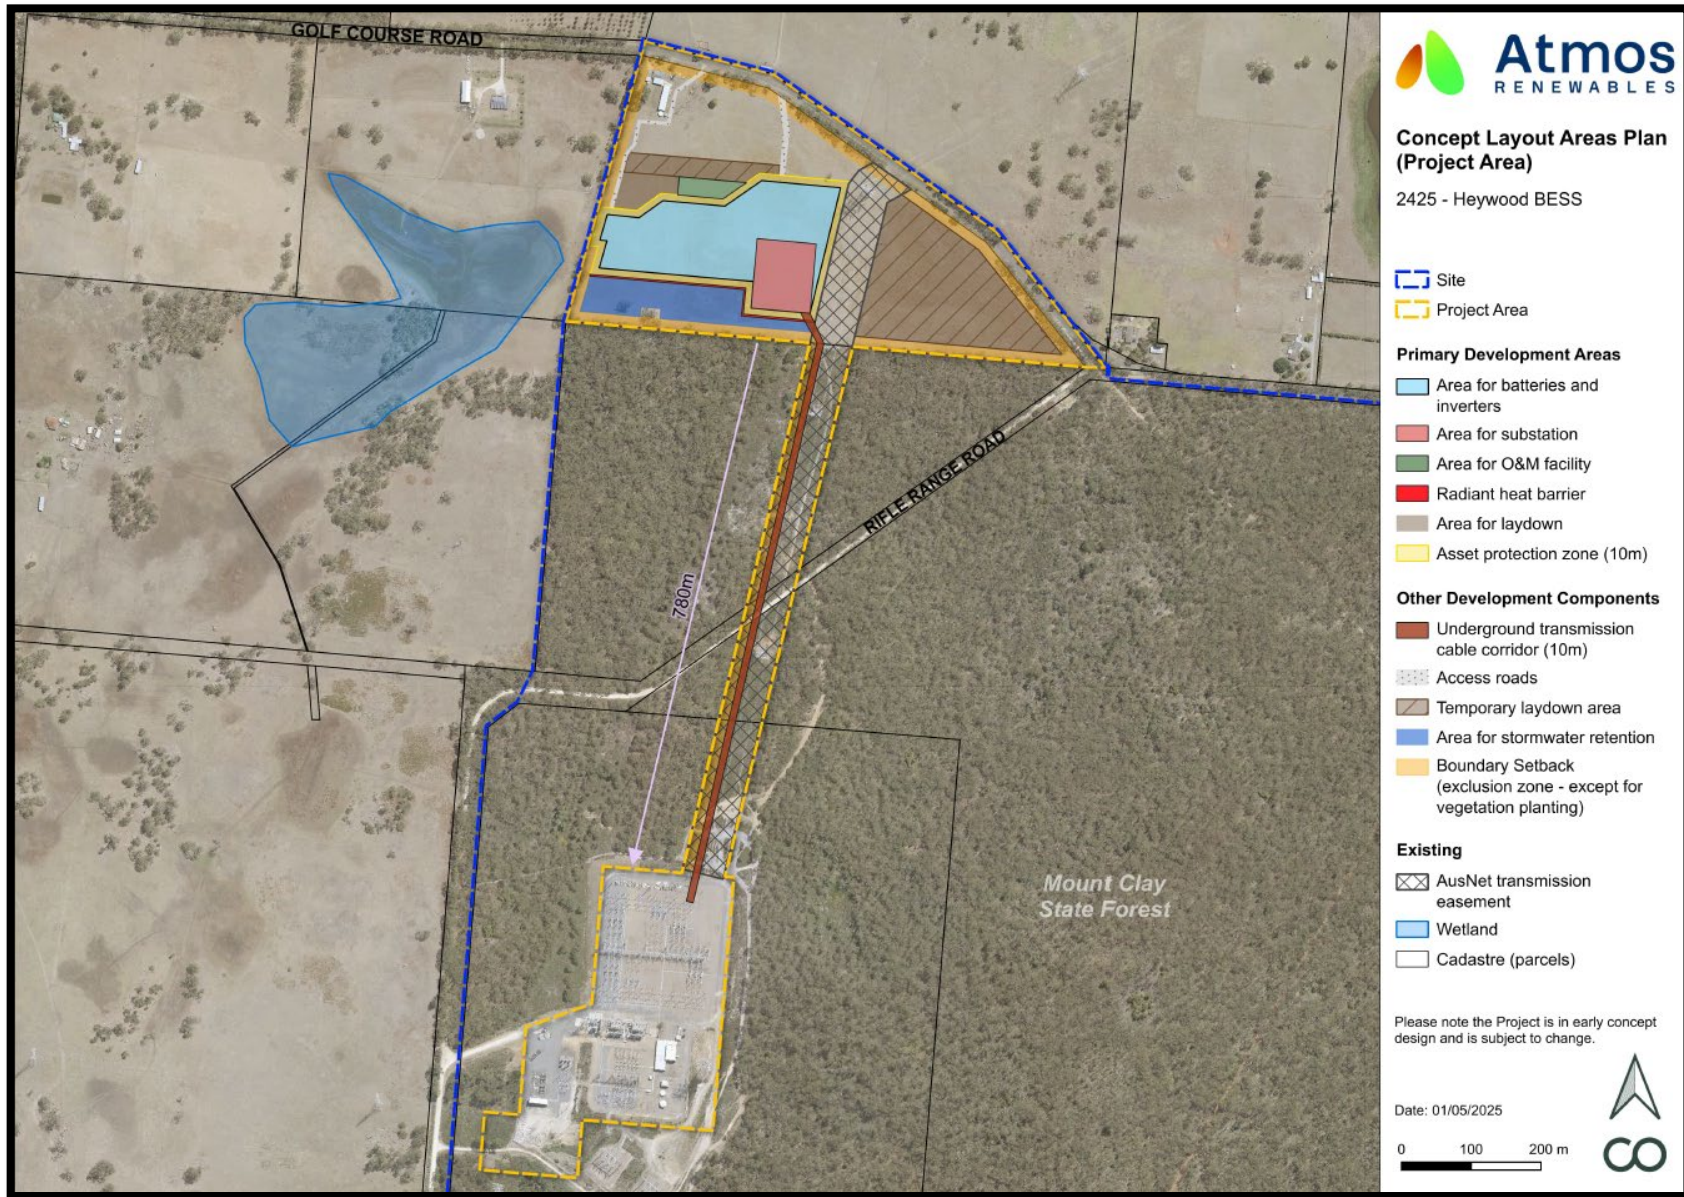 GOLF COURSE ROAD
780m
RIFLE RANGE ROAD
Mount Clay
State Forest
Atmos
RENEWABLES
Concept Layout Areas Plan
(Project Area)
2425 - Heywood BESS
Site
Project Area
Primary Development Areas
Area for batteries and
inverters
Area for substation
Area for O&M facility
Radiant heat barrier
Area for laydown
Asset protection zone (10m)
Other Development Components
Underground transmission
cable corridor (10m)
Access roads
Temporary laydown area
Area for stormwater retention
Boundary Setback
(exclusion zone - except for
vegetation planting)
Existing
AusNet transmission
easement
Wetland
Cadastre (parcels)
Please note the Project is in early concept
design and is subject to change.
Date: 01/05/2025
0 100 200 m
CO